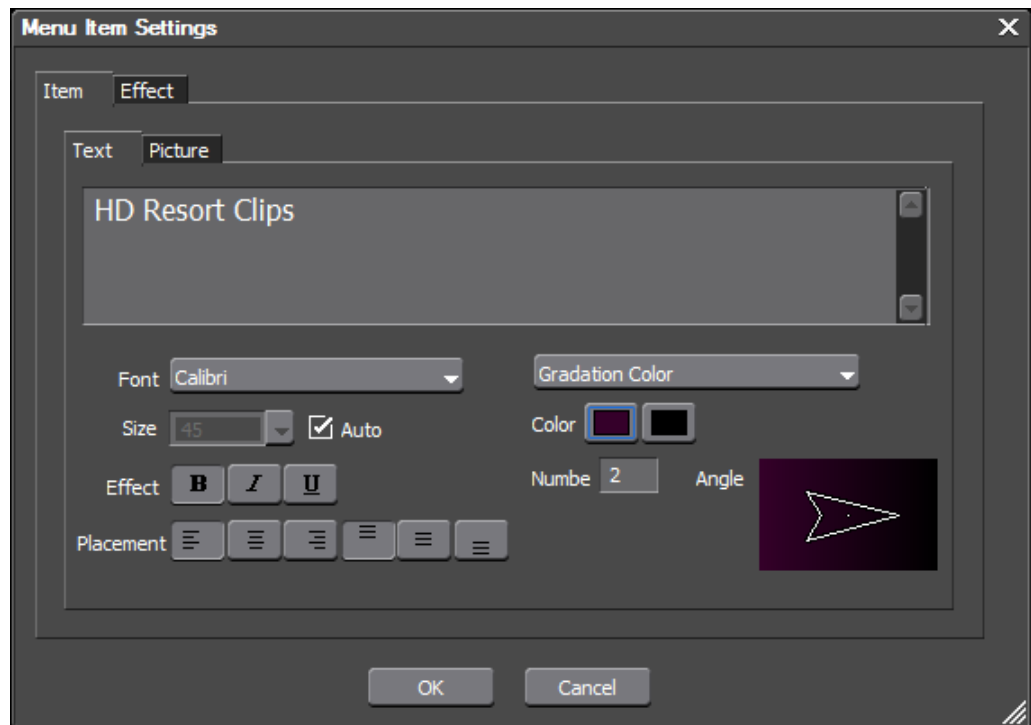 Menu Item Settings
Item Effect
Text Picture
HD Resort Clips
Font Calibri
Gradation Color
Size 45 Auto
Color
Effect B I U
Numbe 2 Angle
Placement
OK Cancel